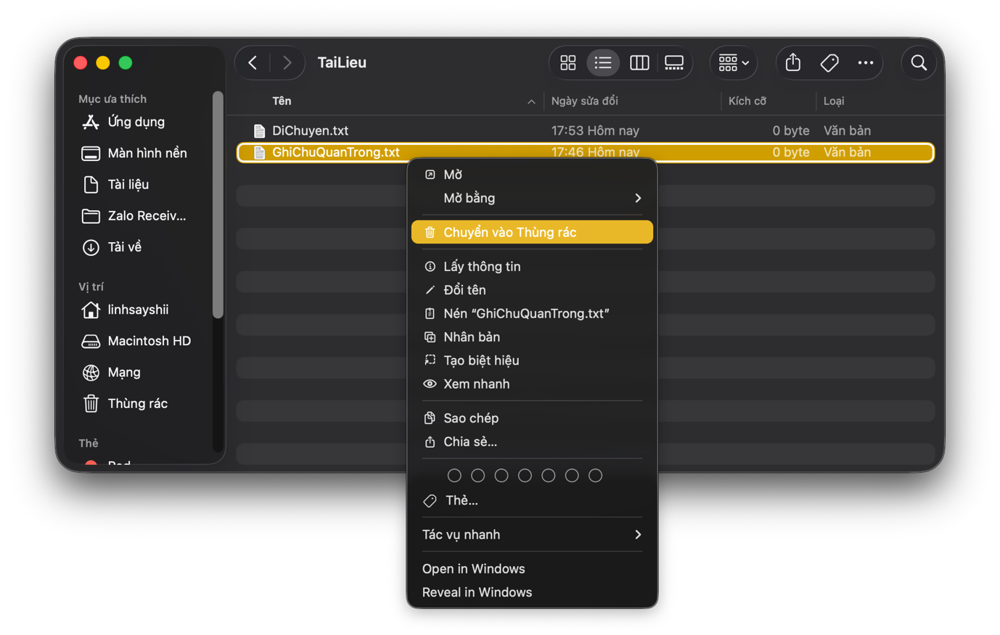 TaiLieu
Mục ưa thích
Ứng dụng
Màn hình nền
Tài liệu
Zalo Receiv...
Tải về
Vị trí
linhsayshii
Macintosh HD
Mạng
Thùng rác
Thẻ
Red
Tên Ngày sửa đổi Kích cỡ Loại
DiChuyen.txt 17:53 Hôm nay 0 byte Văn bản
GhiChuQuanTrong.txt 17:46 Hôm nay 0 byte Văn bản
Mở
Mở bằng
Chuyển vào Thùng rác
Lấy thông tin
Đổi tên
Nén “GhiChuQuanTrong.txt”
Nhân bản
Tạo biệt hiệu
Xem nhanh
Sao chép
Chia sẻ...
Thẻ...
Tác vụ nhanh
Open in Windows
Reveal in Windows